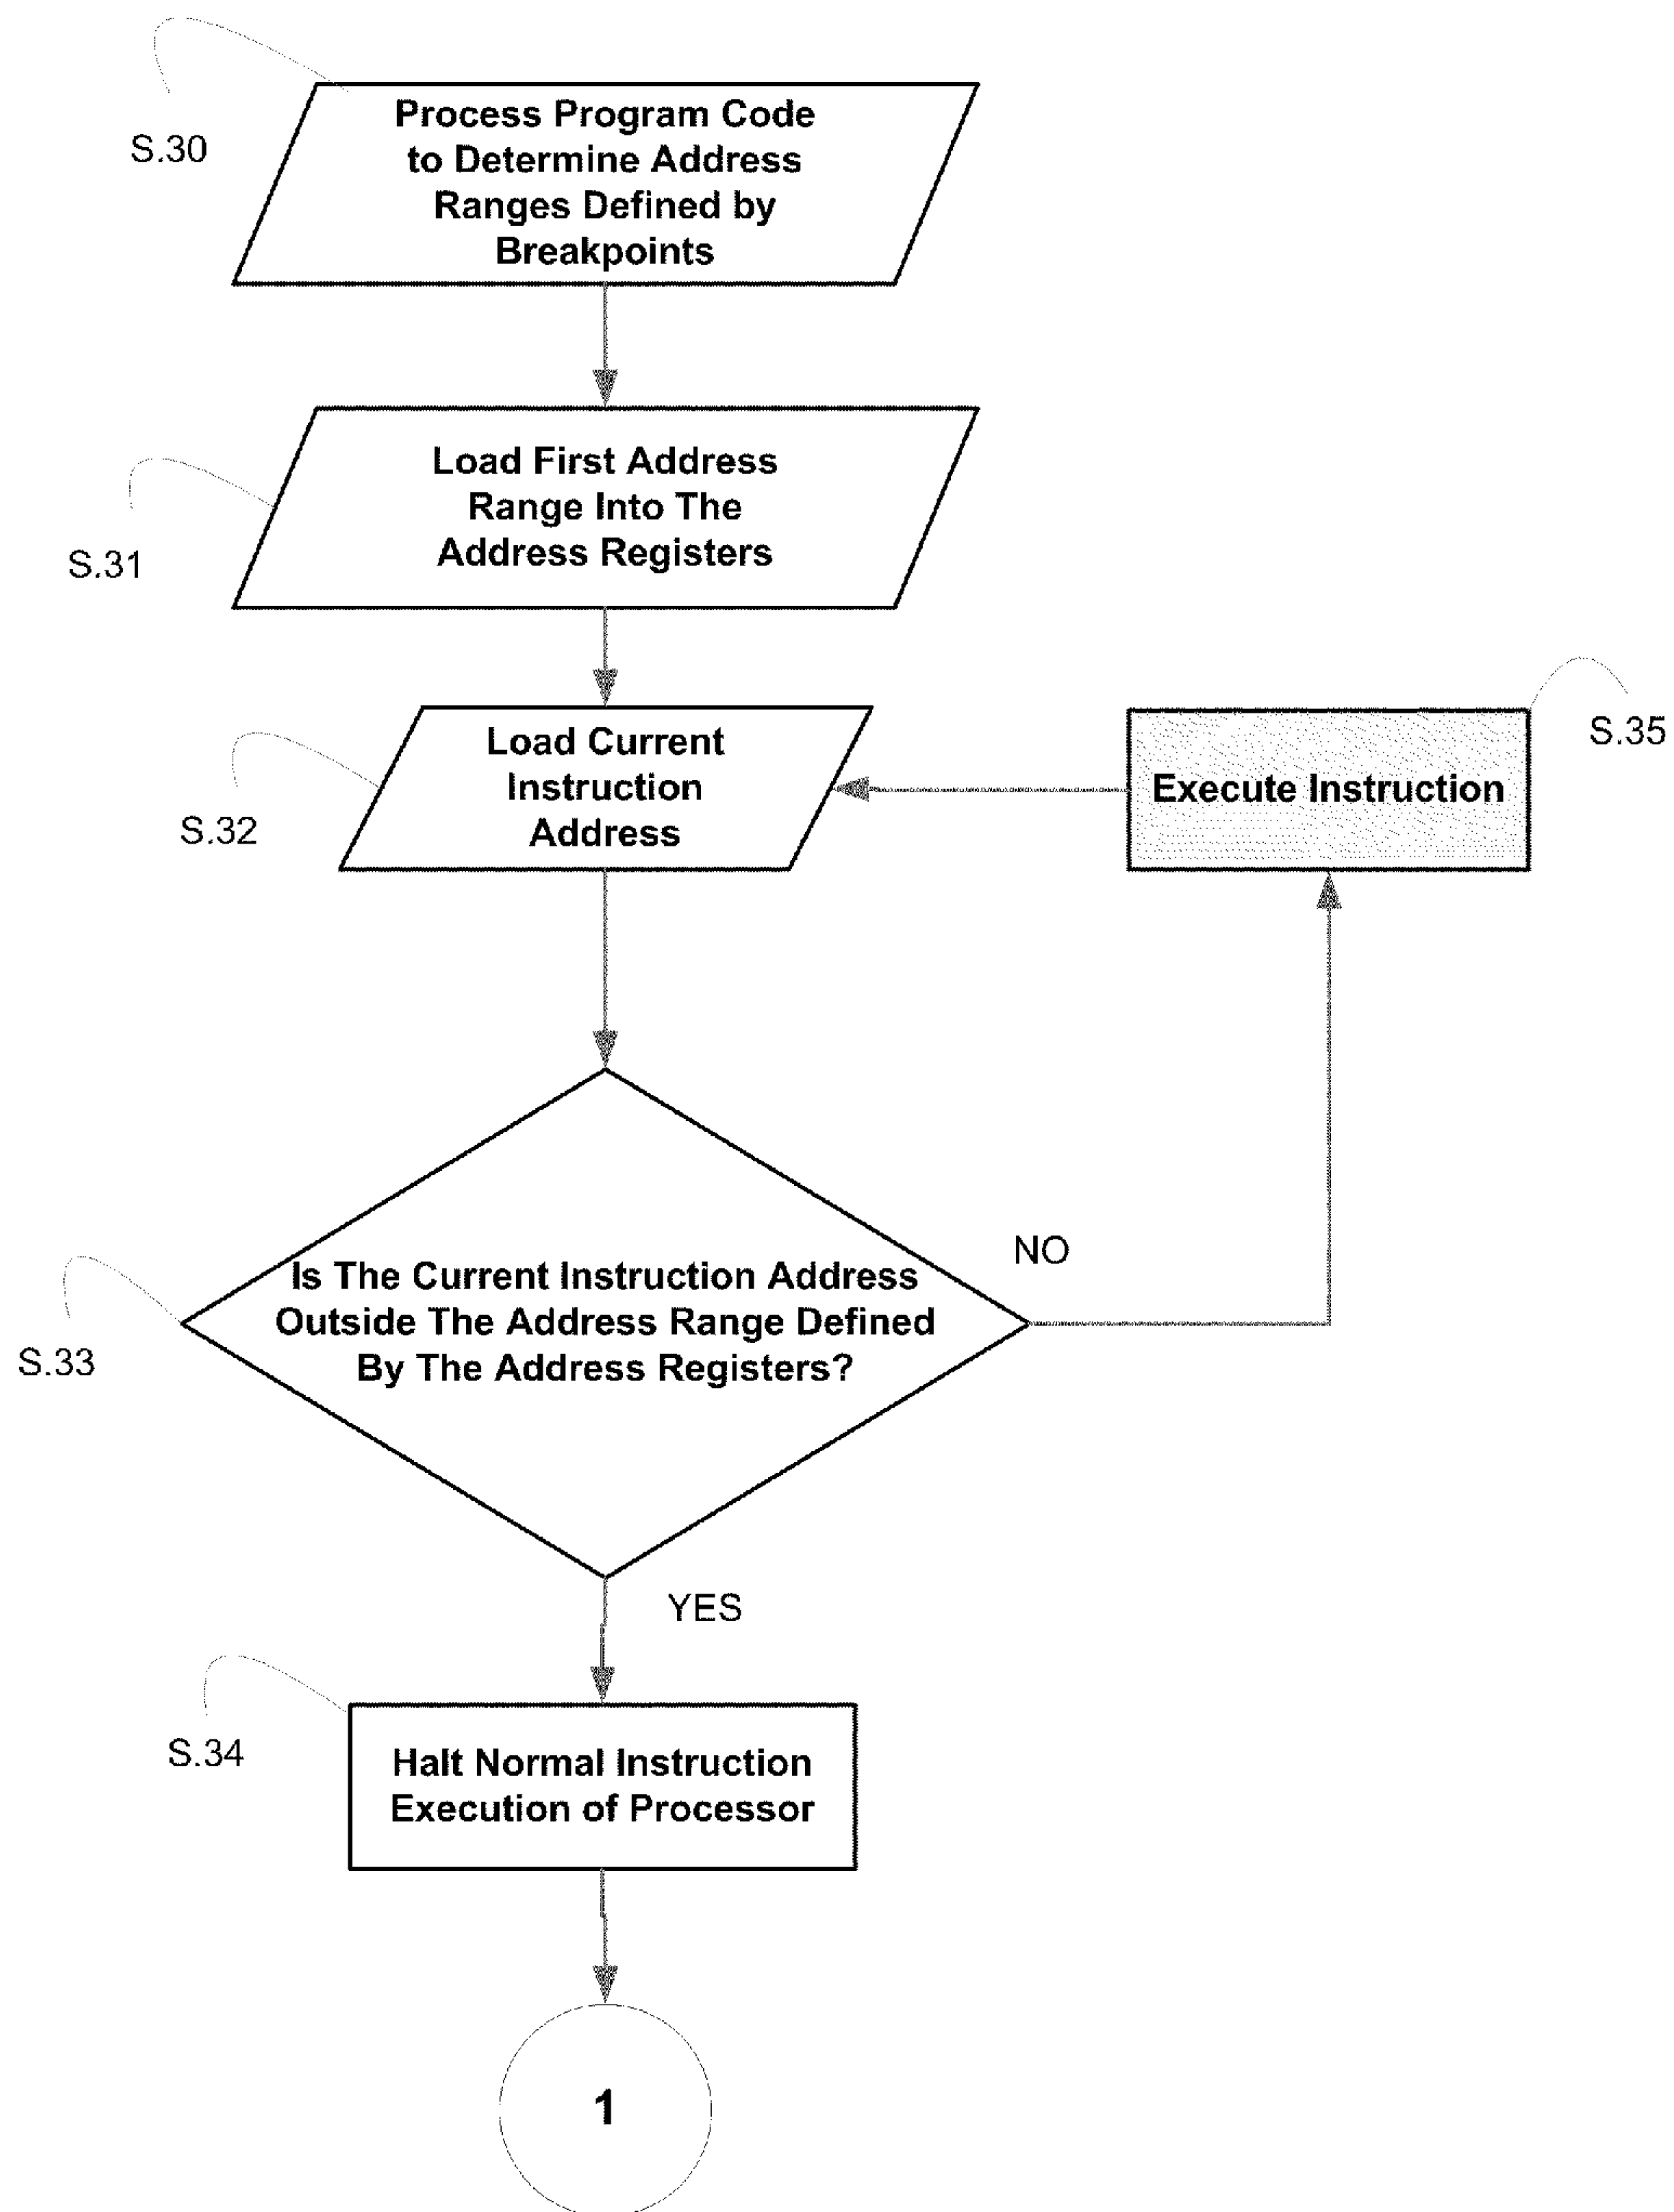 Process Program Code
to Determine Address
Ranges Defined by
Breakpoints
S.30
Load First Address
Range Into The
Address Registers
S.31
Load Current
Instruction
Address
S.32
Execute Instruction
S.35
Is The Current Instruction Address
Outside The Address Range Defined
By The Address Registers?
S.33
NO
YES
Halt Normal Instruction
Execution of Processor
S.34
1